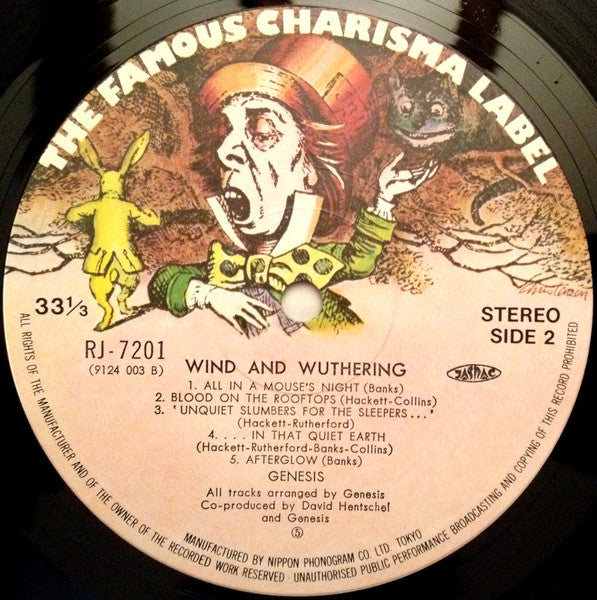 THE FAMOUS CHARISMA LABEL
33⅓
STEREO
SIDE 2
RJ-7201
(9124 003 B)
WIND AND WUTHERING
JASRAC
1. ALL IN A MOUSE'S NIGHT (Banks)
2. BLOOD ON THE ROOFTOPS (Hackett-Collins)
3. 'UNQUIET SLUMBERS FOR THE SLEEPERS...'
(Hackett-Rutherford)
4. . . . IN THAT QUIET EARTH
(Hackett-Rutherford-Banks-Collins)
5. AFTERGLOW (Banks)
GENESIS
All tracks arranged by Genesis
Co-produced by David Hentschel
and Genesis
5
MANUFACTURED BY NIPPON PHONOGRAM CO. LTD. TOKYO
ALL RIGHTS OF THE MANUFACTURER AND OF THE OWNER OF THE RECORDED WORK RESERVED · UNAUTHORISED PUBLIC PERFORMANCE BROADCASTING AND COPYING OF THIS RECORD PROHIBITED